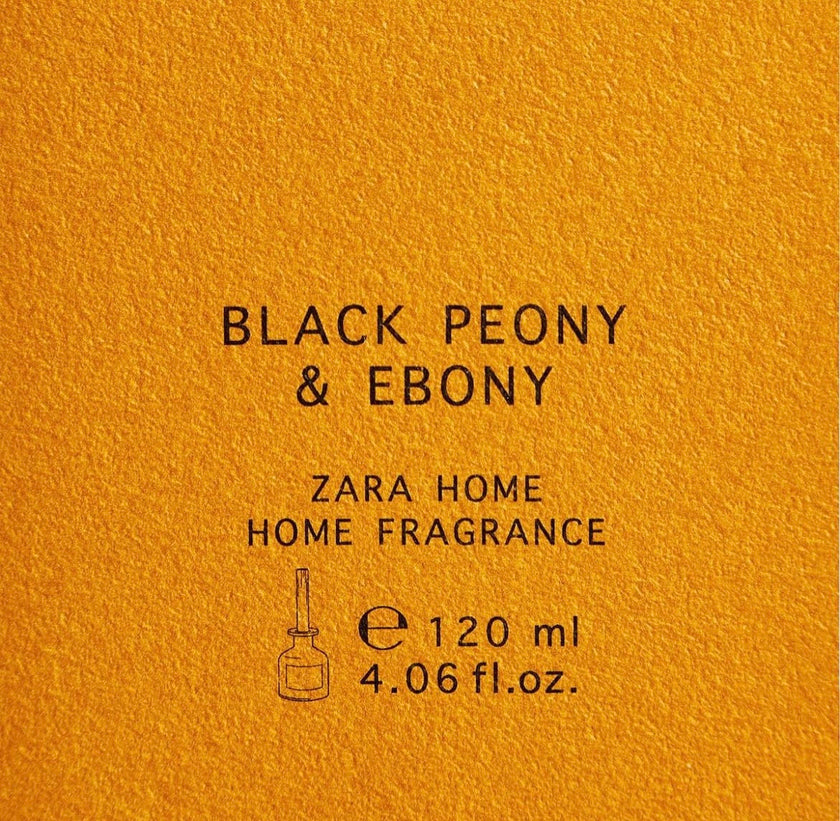 BLACK PEONY
& EBONY
ZARA HOME
HOME FRAGRANCE
℮ 120 ml
4.06 fl.oz.